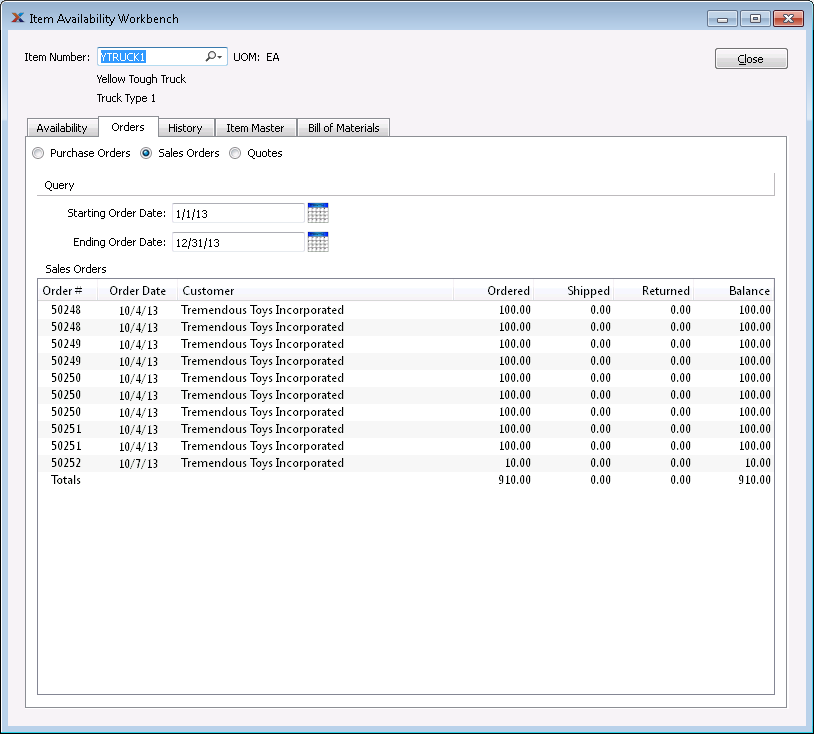 Item Availability Workbench
Item Number: YTRUCK1 UOM: EA Close
Yellow Tough Truck
Truck Type 1
Availability Orders History Item Master Bill of Materials
Purchase Orders Sales Orders Quotes
Query
Starting Order Date: 1/1/13
Ending Order Date: 12/31/13
Sales Orders
Order # Order Date Customer Ordered Shipped Returned Balance
50248 10/4/13 Tremendous Toys Incorporated 100.00 0.00 0.00 100.00
50248 10/4/13 Tremendous Toys Incorporated 100.00 0.00 0.00 100.00
50249 10/4/13 Tremendous Toys Incorporated 100.00 0.00 0.00 100.00
50249 10/4/13 Tremendous Toys Incorporated 100.00 0.00 0.00 100.00
50250 10/4/13 Tremendous Toys Incorporated 100.00 0.00 0.00 100.00
50250 10/4/13 Tremendous Toys Incorporated 100.00 0.00 0.00 100.00
50250 10/4/13 Tremendous Toys Incorporated 100.00 0.00 0.00 100.00
50251 10/4/13 Tremendous Toys Incorporated 100.00 0.00 0.00 100.00
50251 10/4/13 Tremendous Toys Incorporated 100.00 0.00 0.00 100.00
50252 10/7/13 Tremendous Toys Incorporated 10.00 0.00 0.00 10.00
Totals 910.00 0.00 0.00 910.00